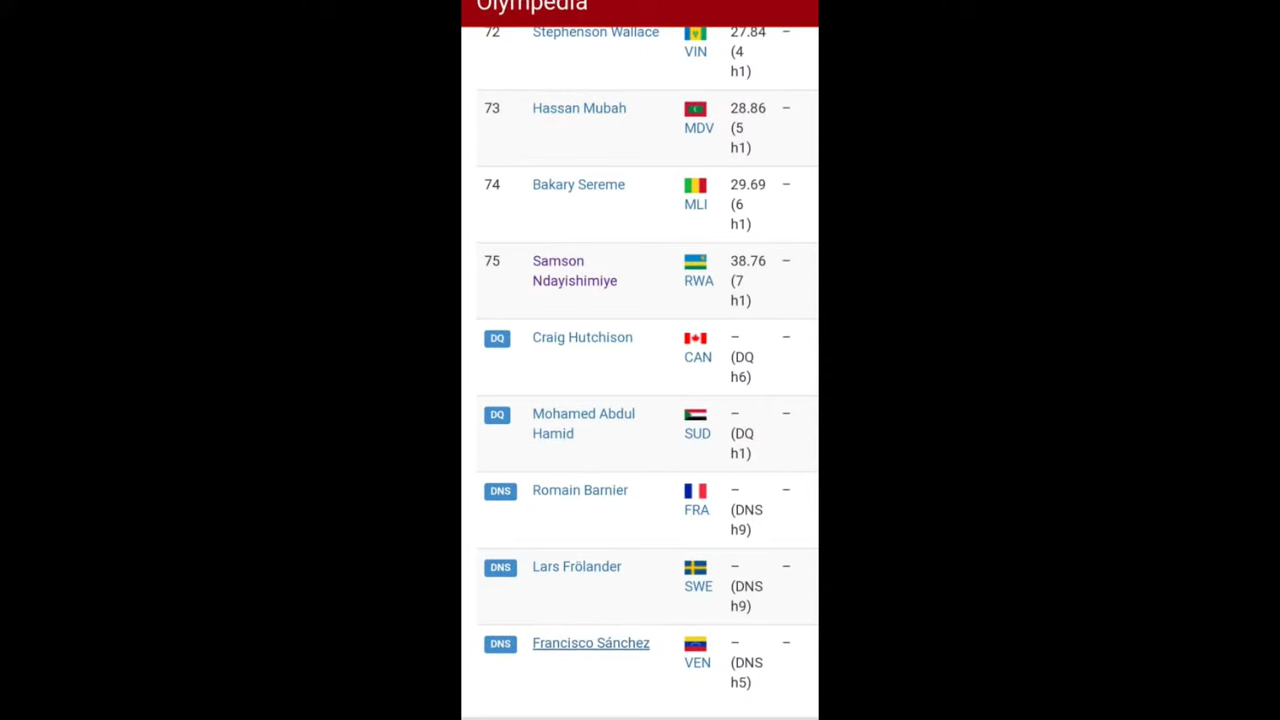 Olympedia
72 Stephenson Wallace 27.84 –
VIN (4
h1)
73 Hassan Mubah 28.86 –
MDV (5
h1)
74 Bakary Sereme 29.69 –
MLI (6
h1)
75 Samson 38.76 –
Ndayishimiye RWA (7
h1)
DQ Craig Hutchison – –
CAN (DQ
h6)
DQ Mohamed Abdul – –
Hamid SUD (DQ
h1)
DNS Romain Barnier – –
FRA (DNS
h9)
DNS Lars Frölander – –
SWE (DNS
h9)
DNS Francisco Sánchez – –
VEN (DNS
h5)